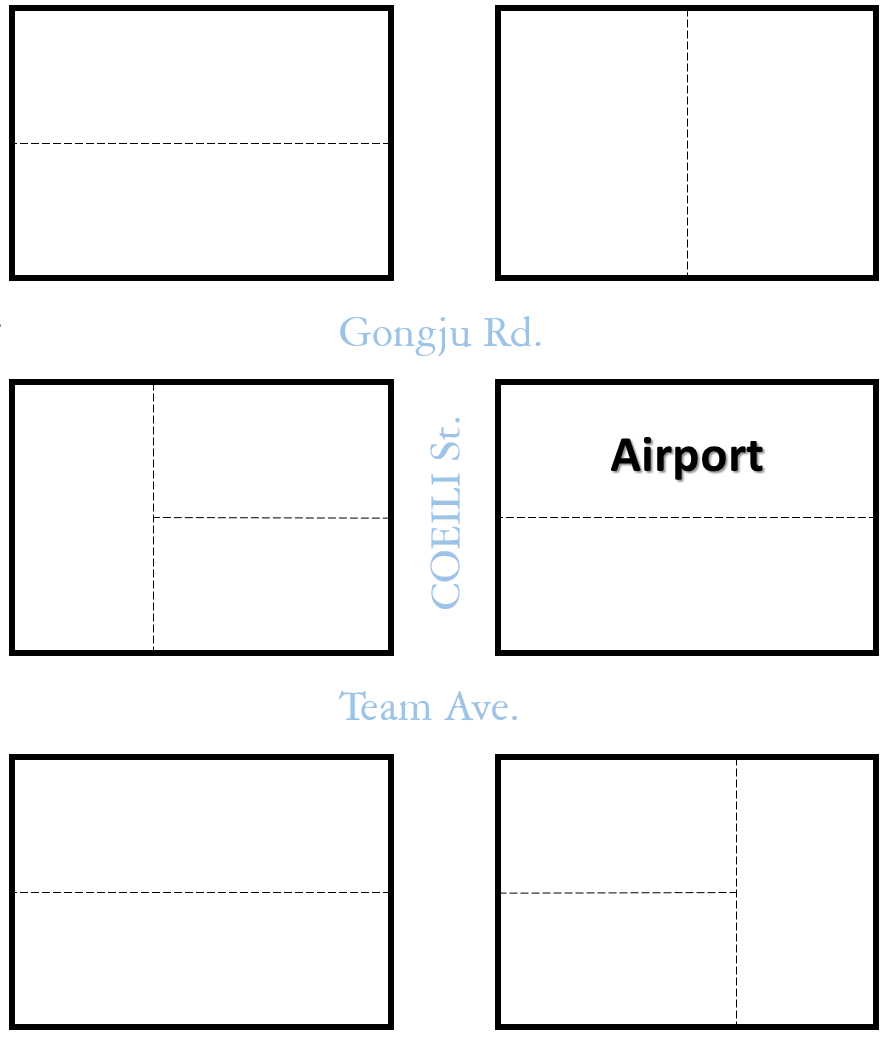 Gongju Rd.
COEILI St.
Airport
Team Ave.